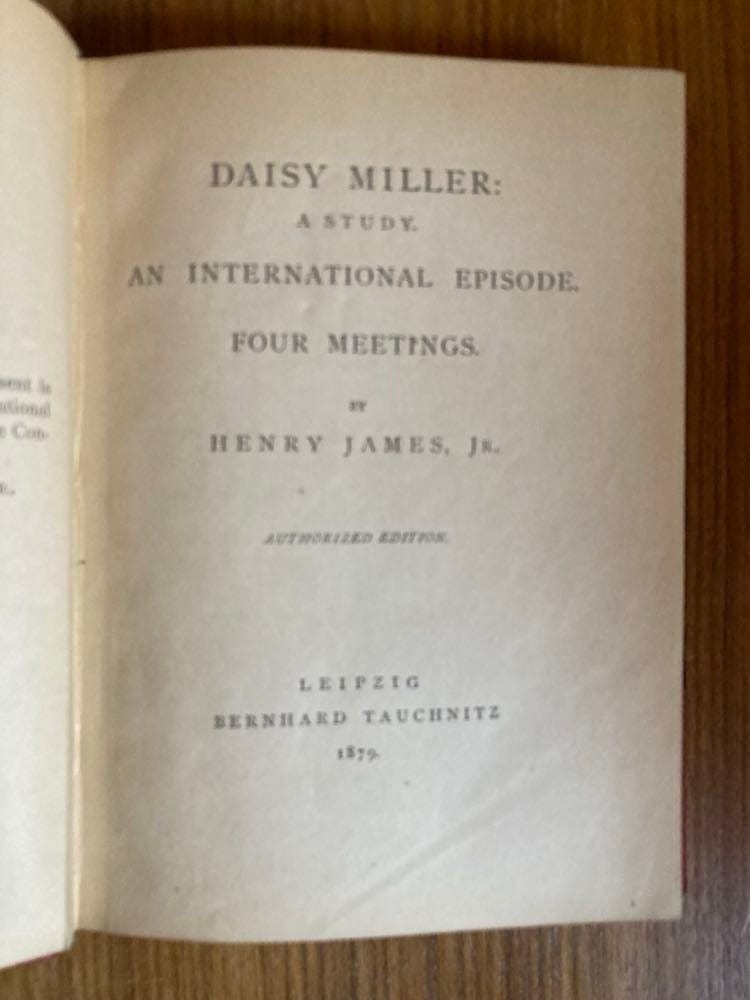 DAISY MILLER:
A STUDY.
AN INTERNATIONAL EPISODE.
FOUR MEETINGS.
BY
HENRY JAMES, JR.
AUTHORIZED EDITION.
LEIPZIG
BERNHARD TAUCHNITZ
1879.